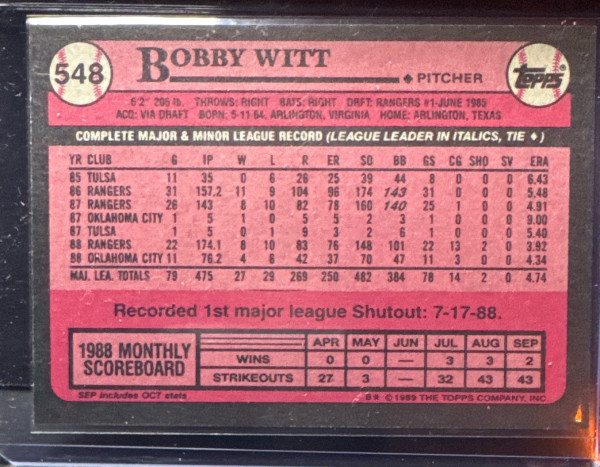 548
BOBBY WITT
PITCHER
TOPPS
6'2" 205 lb. THROWS: RIGHT BATS: RIGHT DRFT: RANGERS #1-JUNE 1985
ACQ: VIA DRAFT BORN: 5-11-64, ARLINGTON, VIRGINIA HOME: ARLINGTON, TEXAS
COMPLETE MAJOR & MINOR LEAGUE RECORD (LEAGUE LEADER IN ITALICS, TIE ♦)
YR CLUB G IP W L R ER SO BB GS CG SHO SV ERA
85 TULSA 11 35 0 6 26 25 39 44 8 0 0 0 6.43
86 RANGERS 31 157.2 11 9 104 96 174 143 31 0 0 0 5.48
87 RANGERS 26 143 8 10 82 78 160 140 25 1 0 0 4.91
87 OKLAHOMA CITY 1 5 1 0 5 5 2 3 1 0 0 0 9.00
87 TULSA 1 5 0 1 9 3 2 6 1 0 0 0 5.40
88 RANGERS 22 174.1 8 10 83 76 148 101 22 13 2 0 3.92
88 OKLAHOMA CITY 11 76.2 4 6 42 37 70 47 11 3 0 0 4.34
MAJ. LEA. TOTALS 79 475 27 29 269 250 482 384 78 14 2 0 4.74
Recorded 1st major league Shutout: 7-17-88.
1988 MONTHLY
SCOREBOARD
APR MAY JUN JUL AUG SEP
WINS 0 0 — 3 3 2
STRIKEOUTS 27 3 — 32 43 43
SEP includes OCT stats
© 1989 THE TOPPS COMPANY, INC